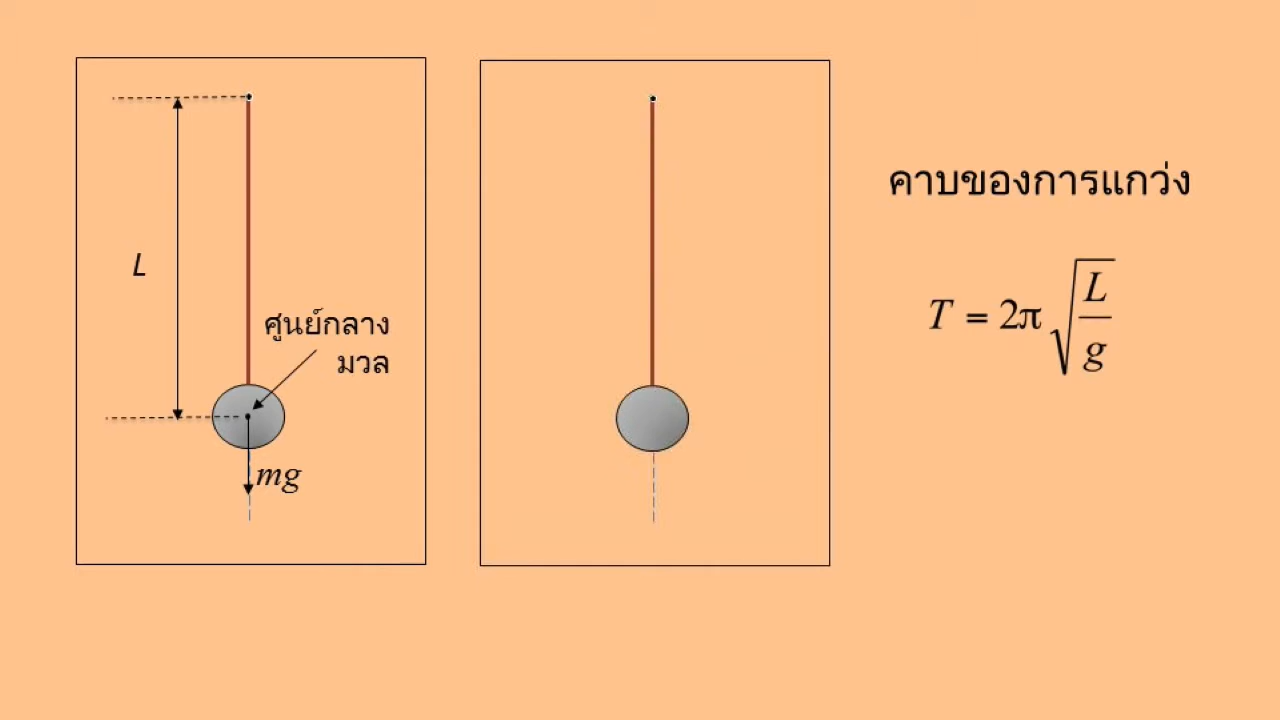 L
ศูนย์กลาง
มวล
mg
คาบของการแกว่ง
T = 2π√(L/g)